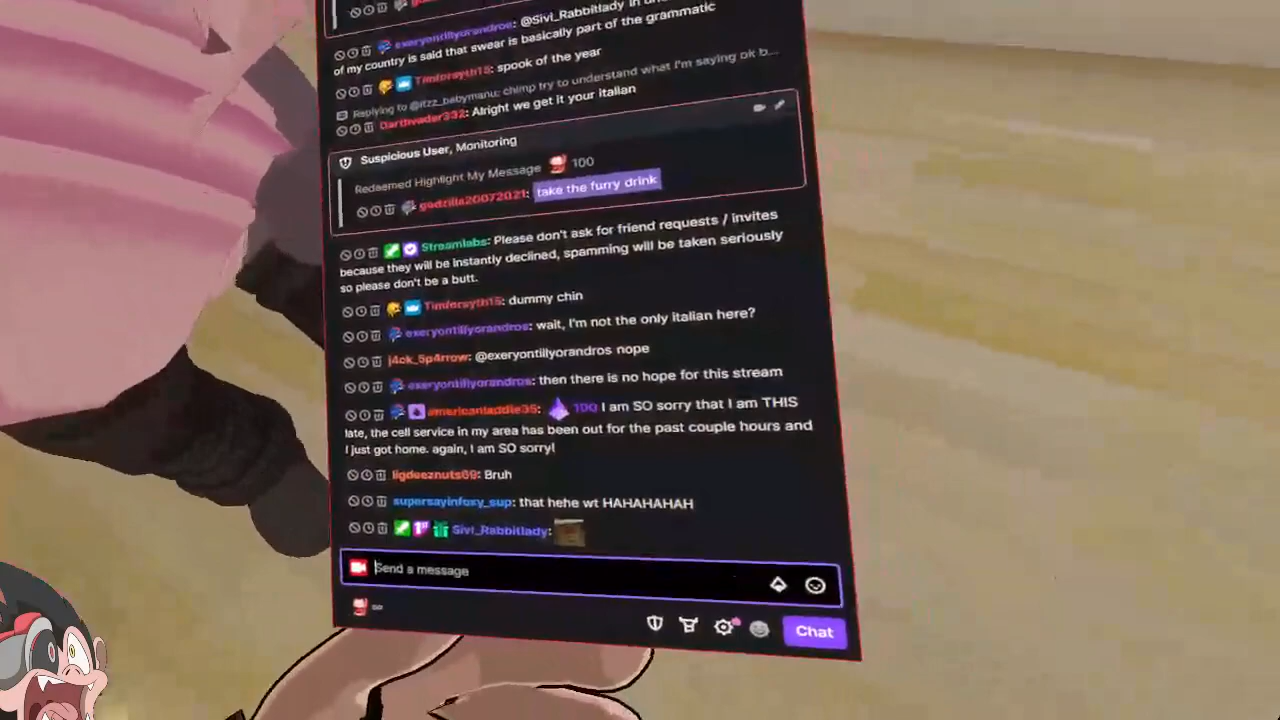 exeryontillyorandros: @Sivi_Rabbitlady in
of my country is said that swear is basically part of the grammatic
Timforsyth15: spook of the year
Replying to @itzz_babymanu: chimp try to understand what I'm saying ok b...
Darthvader332: Alright we get it your italian
Suspicious User, Monitoring
Redeemed Highlight My Message 100
godzilla20072021: take the furry drink
Streamlabs: Please don't ask for friend requests / invites
because they will be instantly declined, spamming will be taken seriously
so please don't be a butt.
Timforsyth15: dummy chin
exeryontillyorandros: wait, I'm not the only italian here?
j4ck_5p4rrow: @exeryontillyorandros nope
exeryontillyorandros: then there is no hope for this stream
americanladdie35: 100 I am SO sorry that I am THIS
late, the cell service in my area has been out for the past couple hours and
I just got home. again, I am SO sorry!
ligdeeznuts69: Bruh
supersayinfoxy_sup: that hehe wt HAHAHAHAH
Sivi_Rabbitlady:
Send a message
∞
Chat